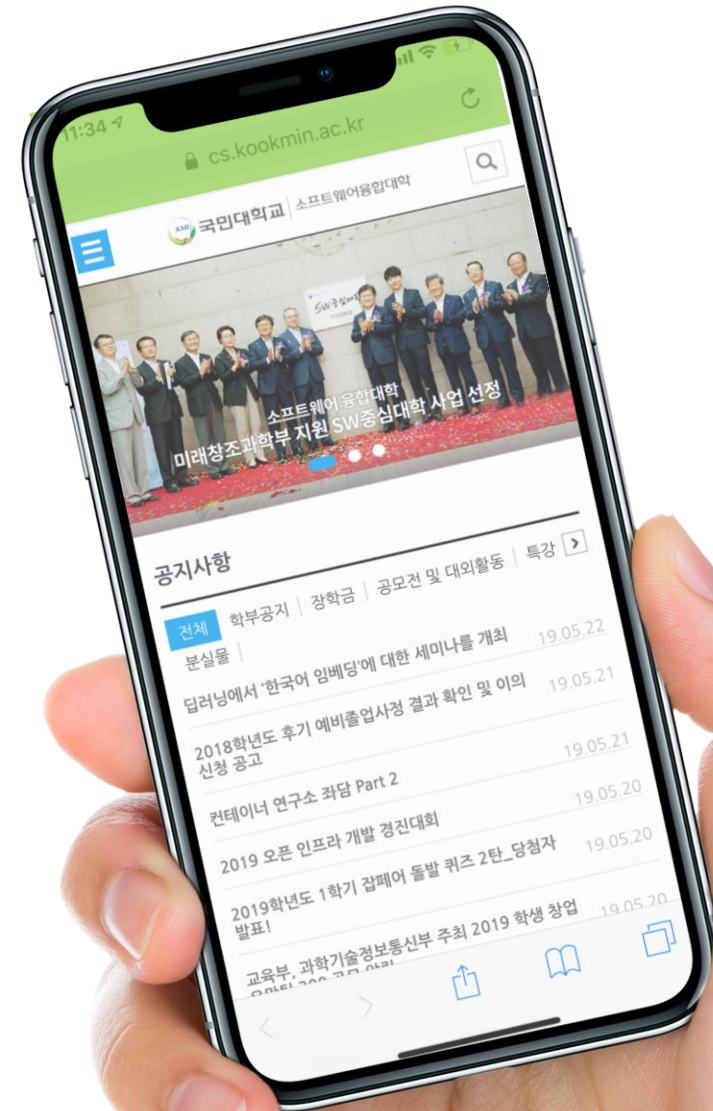 11:34
cs.kookmin.ac.kr
KMU 국민대학교 소프트웨어융합대학
SW중심대학
소프트웨어 융합대학
미래창조과학부 지원 SW중심대학 사업 선정
공지사항
전체 학부공지 장학금 공모전 및 대외활동 특강
분실물
딥러닝에서 '한국어 임베딩'에 대한 세미나를 개최 19.05.22
2018학년도 후기 예비졸업사정 결과 확인 및 이의 19.05.21
신청 공고
컨테이너 연구소 좌담 Part 2 19.05.21
2019 오픈 인프라 개발 경진대회 19.05.20
2019학년도 1학기 잡페어 돌발 퀴즈 2탄_당첨자 19.05.20
발표!
교육부, 과학기술정보통신부 주최 2019 학생 창업 19.05.20